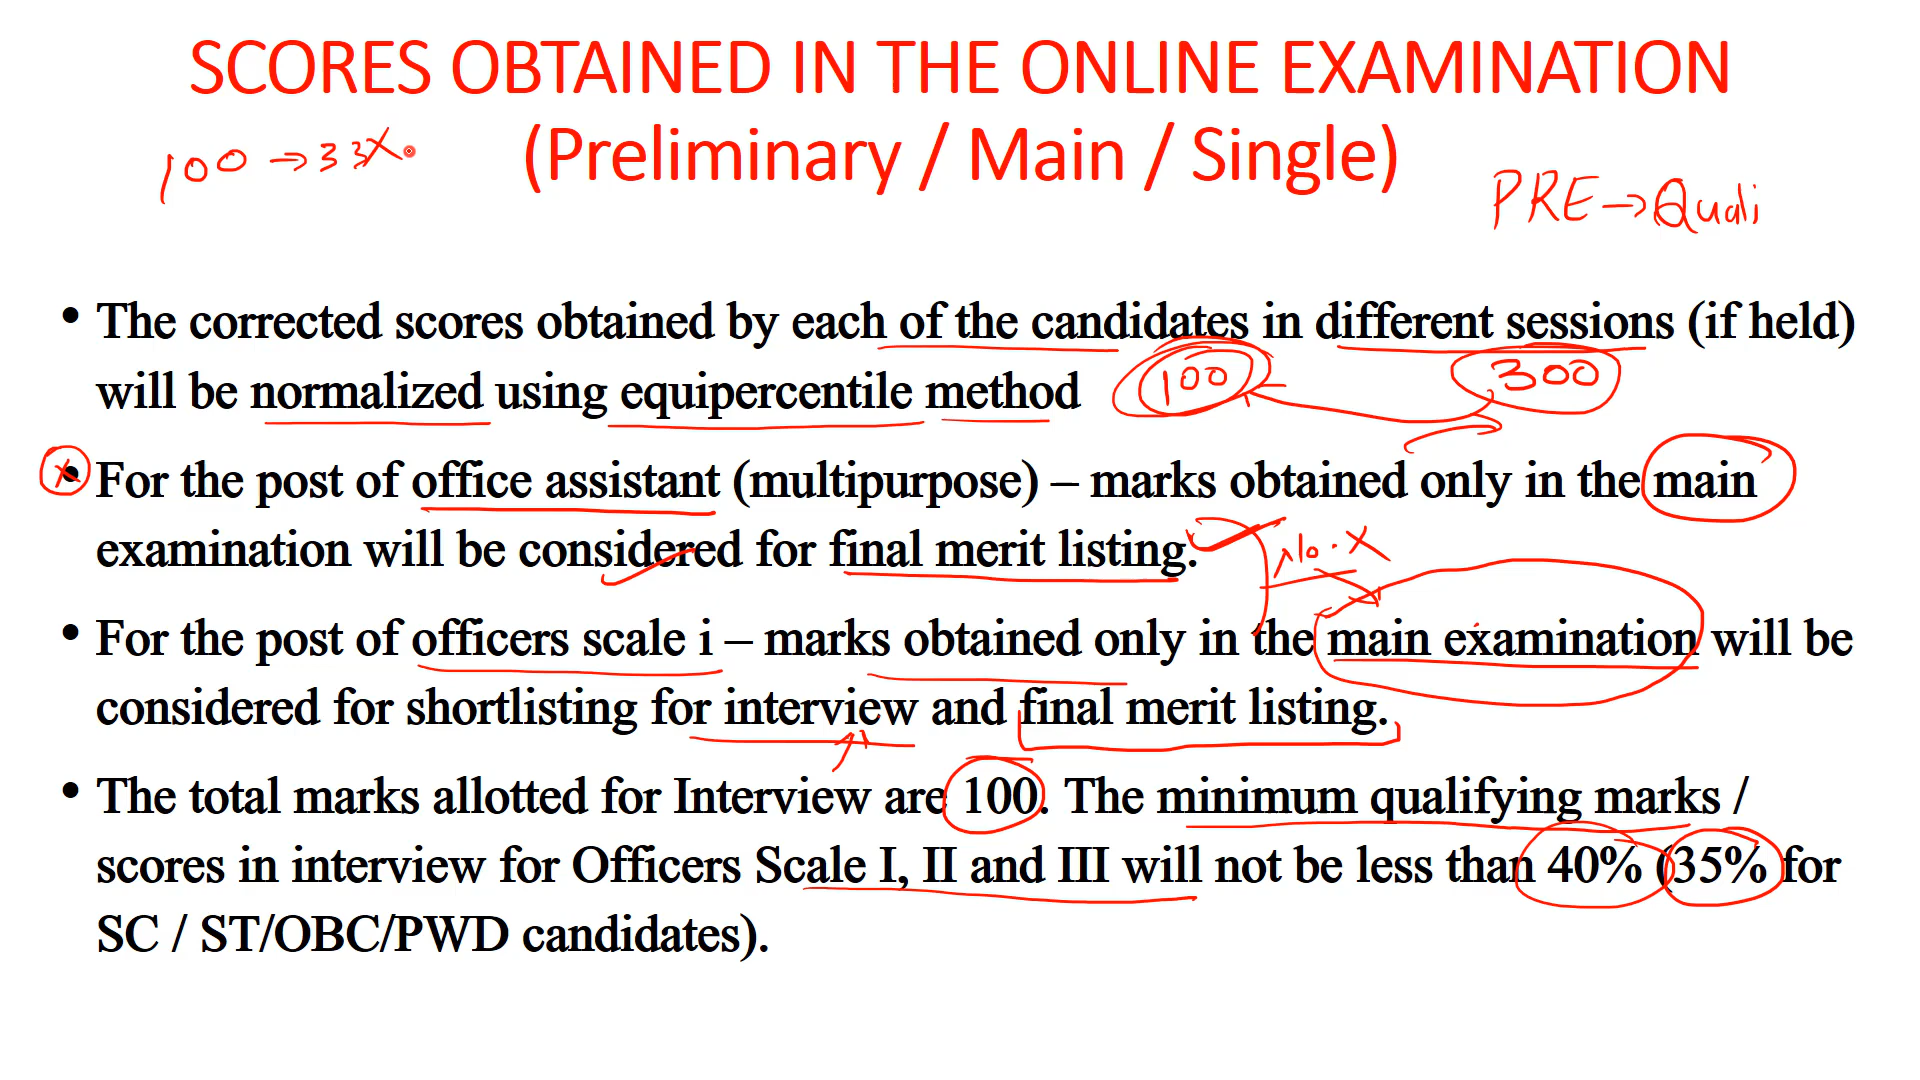 SCORES OBTAINED IN THE ONLINE EXAMINATION
100 → 33
(Preliminary / Main / Single)
PRE → Quali
• The corrected scores obtained by each of the candidates in different sessions (if held)
will be normalized using equipercentile method
100
300
• For the post of office assistant (multipurpose) – marks obtained only in the main
examination will be considered for final merit listing.
• For the post of officers scale i – marks obtained only in the main examination will be
considered for shortlisting for interview and final merit listing.
• The total marks allotted for Interview are 100. The minimum qualifying marks /
scores in interview for Officers Scale I, II and III will not be less than 40% (35% for
SC / ST/OBC/PWD candidates).